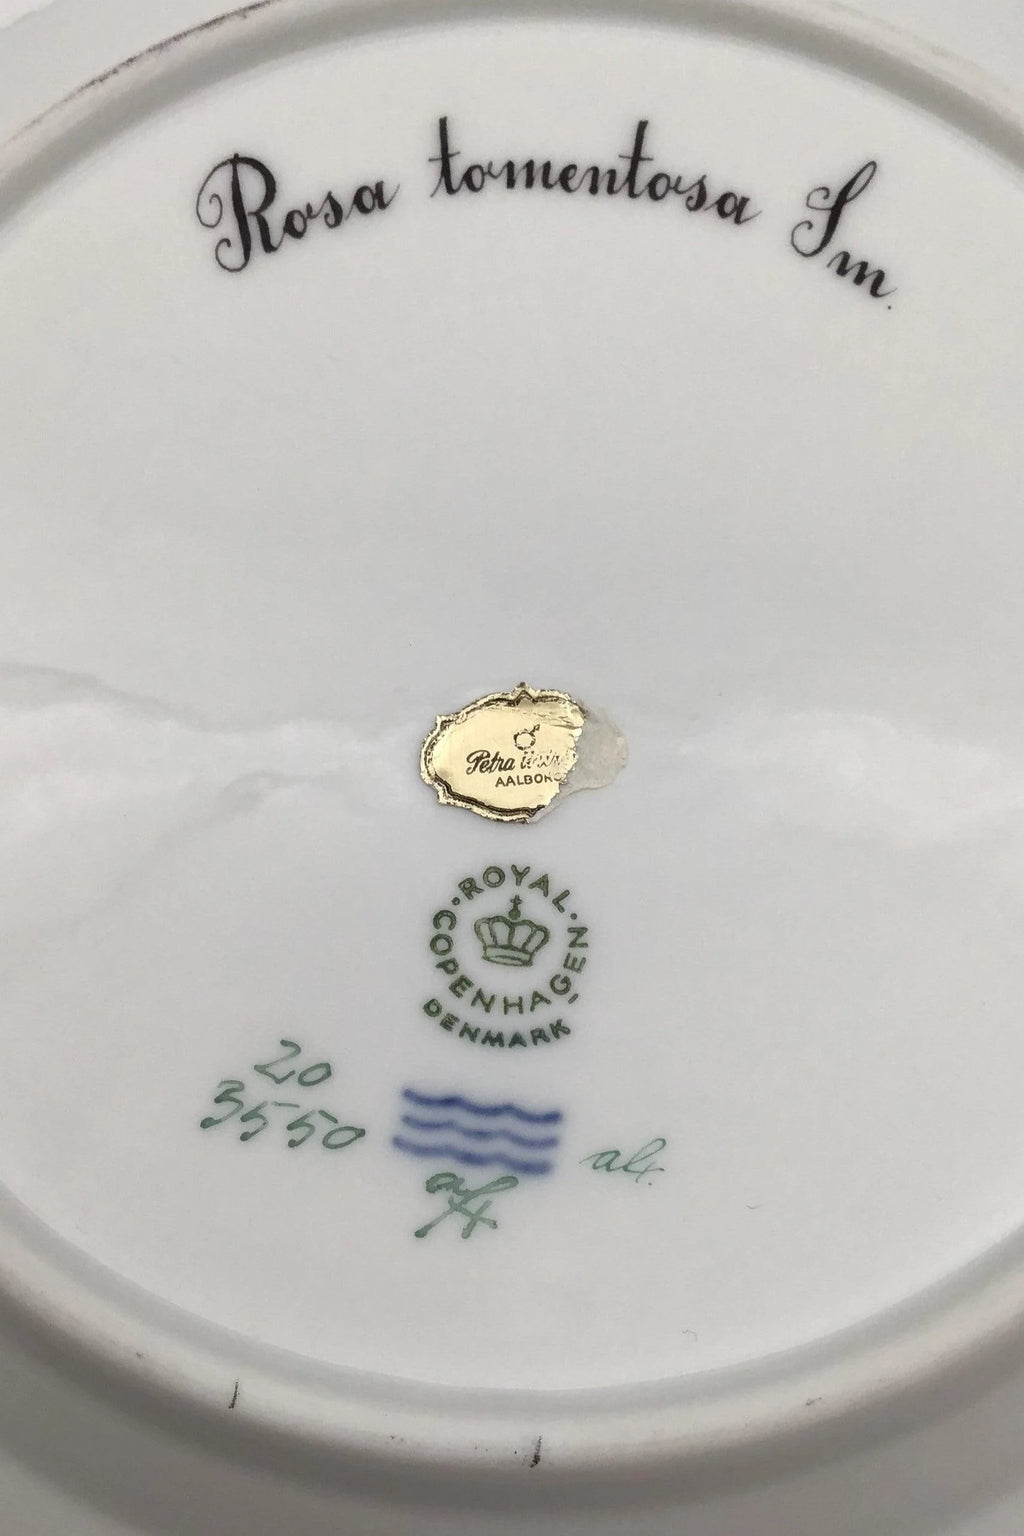 Rosa tomentosa Sm.
Petra
AALBORG
ROYAL
COPENHAGEN
DENMARK
20
3550